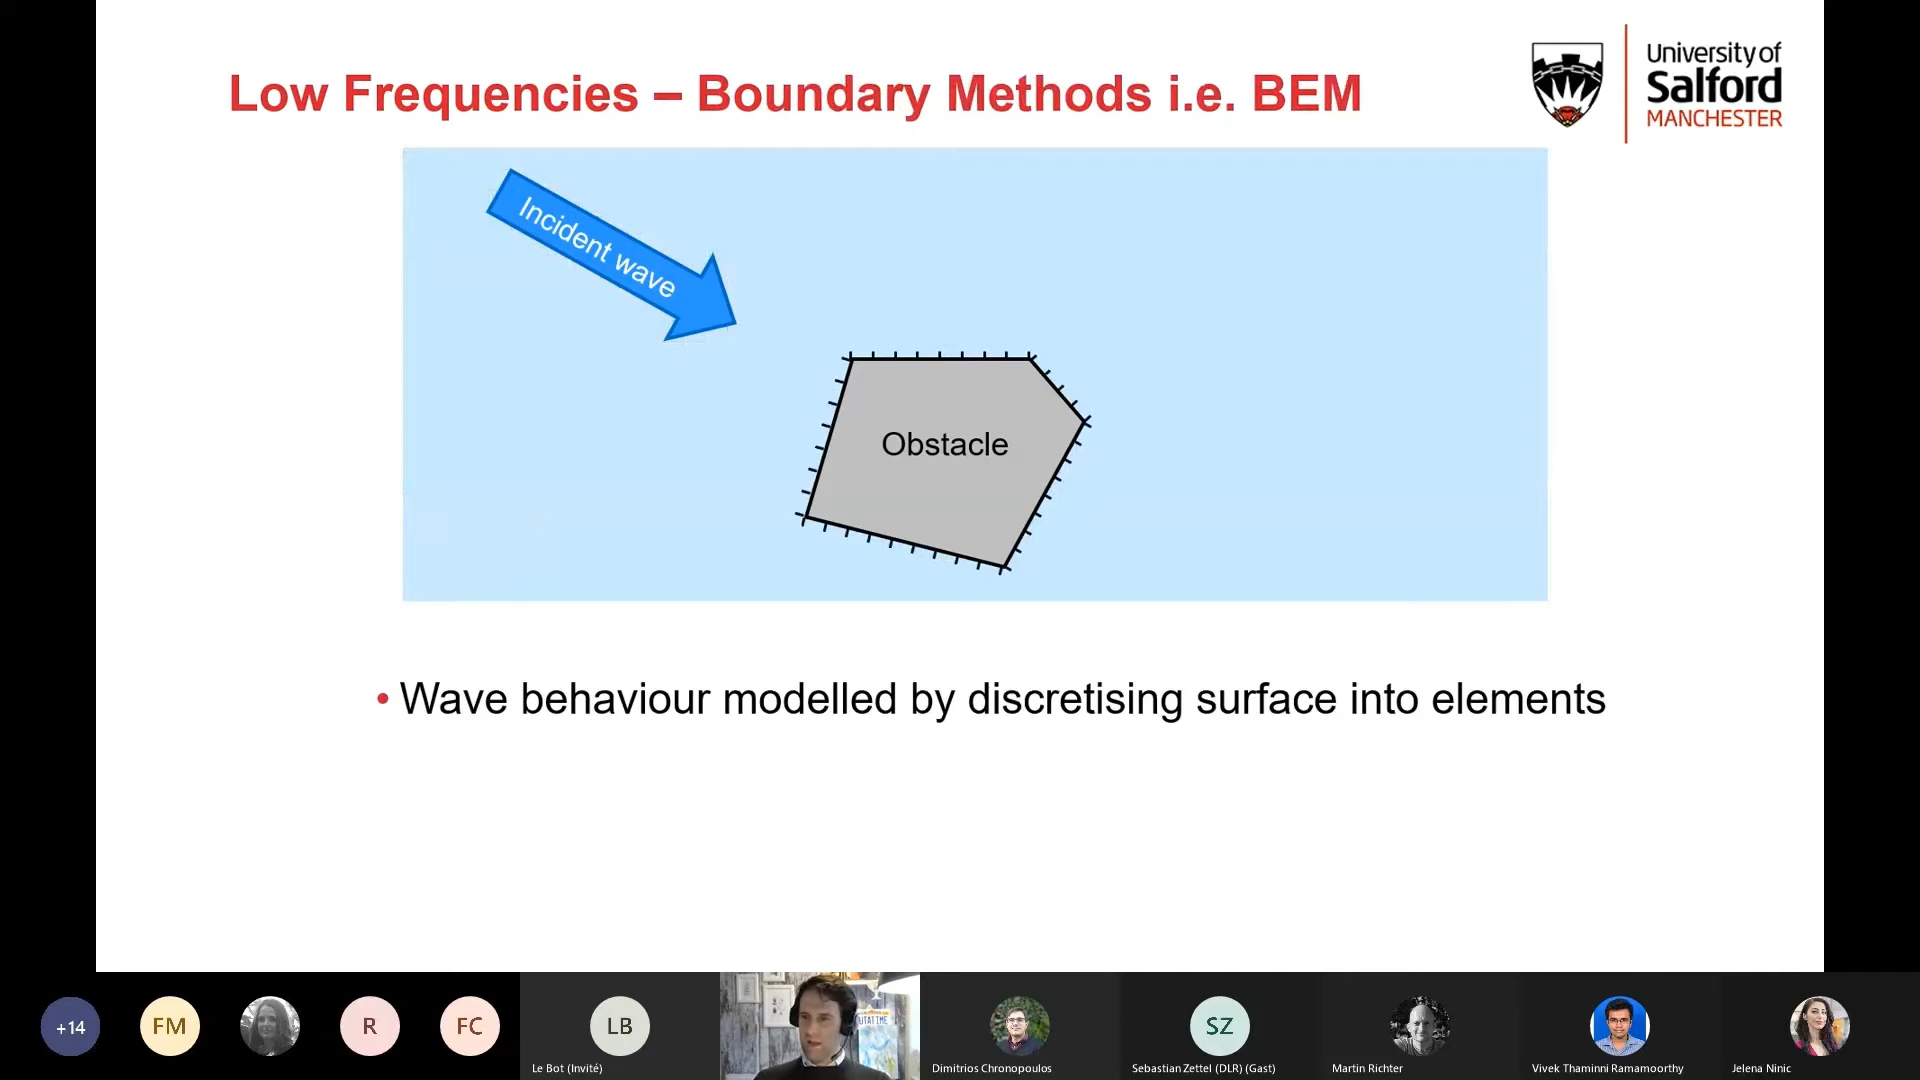 Low Frequencies – Boundary Methods i.e. BEM
University of
Salford
MANCHESTER
Incident wave
Obstacle
• Wave behaviour modelled by discretising surface into elements
+14
FM
R
FC
LB
SZ
Le Bot (Invité)
Dimitrios Chronopoulos
Sebastian Zettel (DLR) (Gast)
Martin Richter
Vivek Thaminni Ramamoorthy
Jelena Ninic